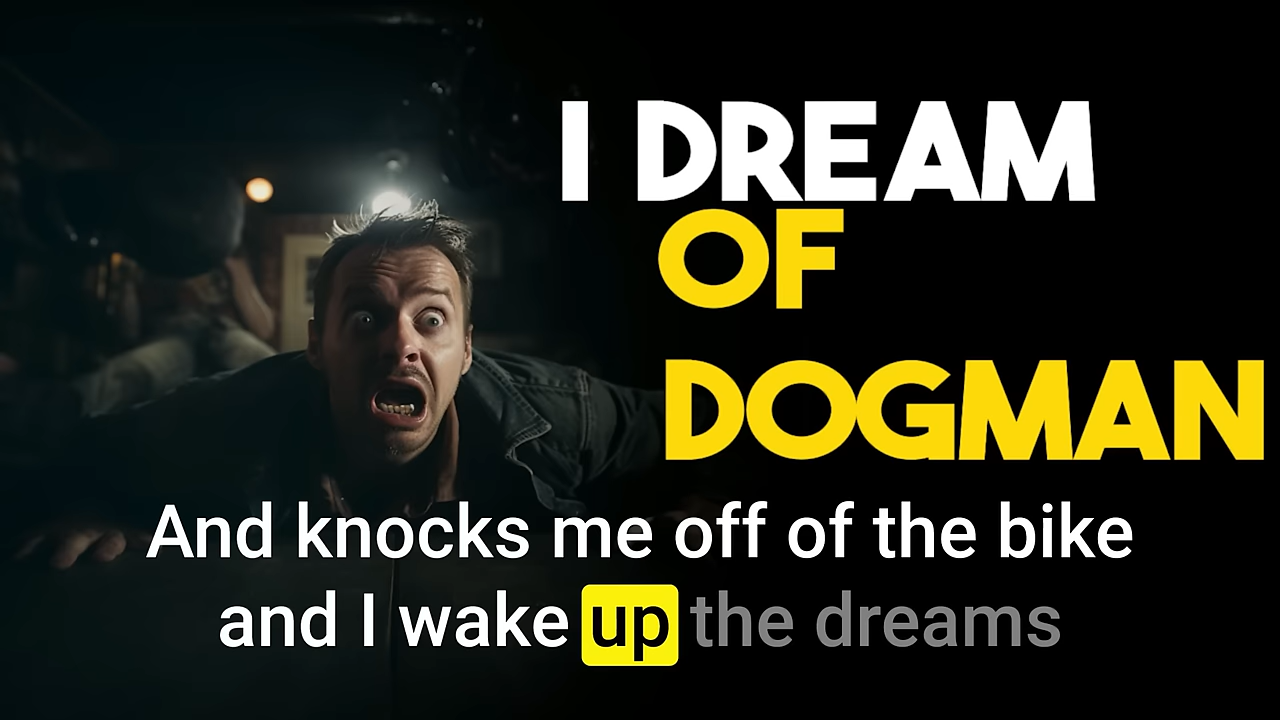 I DREAM
OF
DOGMAN
And knocks me off of the bike
and I wake up the dreams